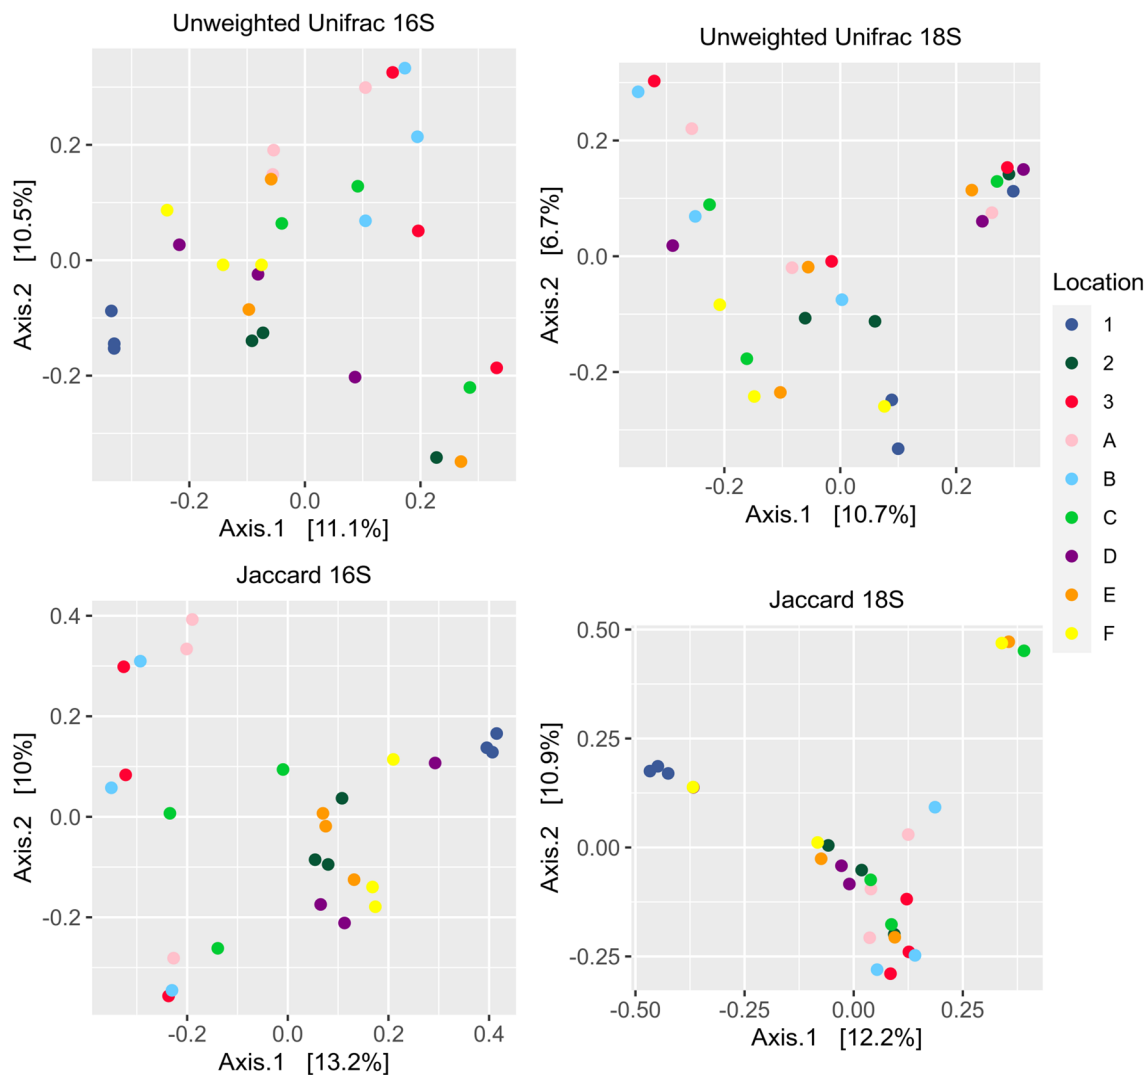 Unweighted Unifrac 16S
0.2
0.0
-0.2
Axis.2 [10.5%]
-0.2
0.0
0.2
Axis.1 [11.1%]
Unweighted Unifrac 18S
0.2
0.0
-0.2
Axis.2 [6.7%]
-0.2
0.0
0.2
Axis.1 [10.7%]
Location
1
2
3
A
B
C
D
E
F
Jaccard 16S
0.4
0.2
0.0
-0.2
Axis.2 [10%]
-0.2
0.0
0.2
0.4
Axis.1 [13.2%]
Jaccard 18S
0.50
0.25
0.00
-0.25
Axis.2 [10.9%]
-0.50
-0.25
0.00
0.25
Axis.1 [12.2%]